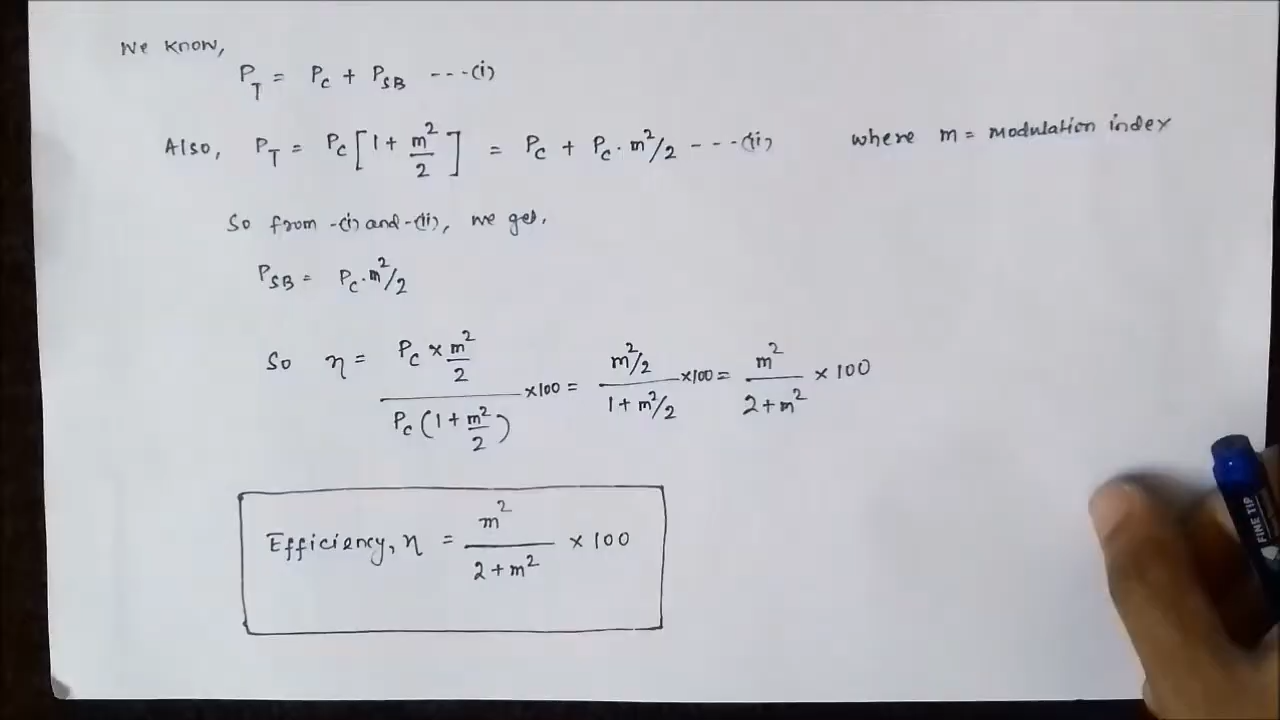 We know,
P_T = P_C + P_SB ---(i)
Also, P_T = P_C [1 + m²/2] = P_C + P_C · m²/2 ---(ii) where m = modulation index
So from -(i) and -(ii), we get,
P_SB = P_C · m²/2
So η = (P_C × m²/2) / (P_C (1 + m²/2)) ×100 = (m²/2) / (1 + m²/2) ×100 = m² / (2 + m²) × 100
Efficiency, η = m² / (2 + m²) × 100
FINE TIP